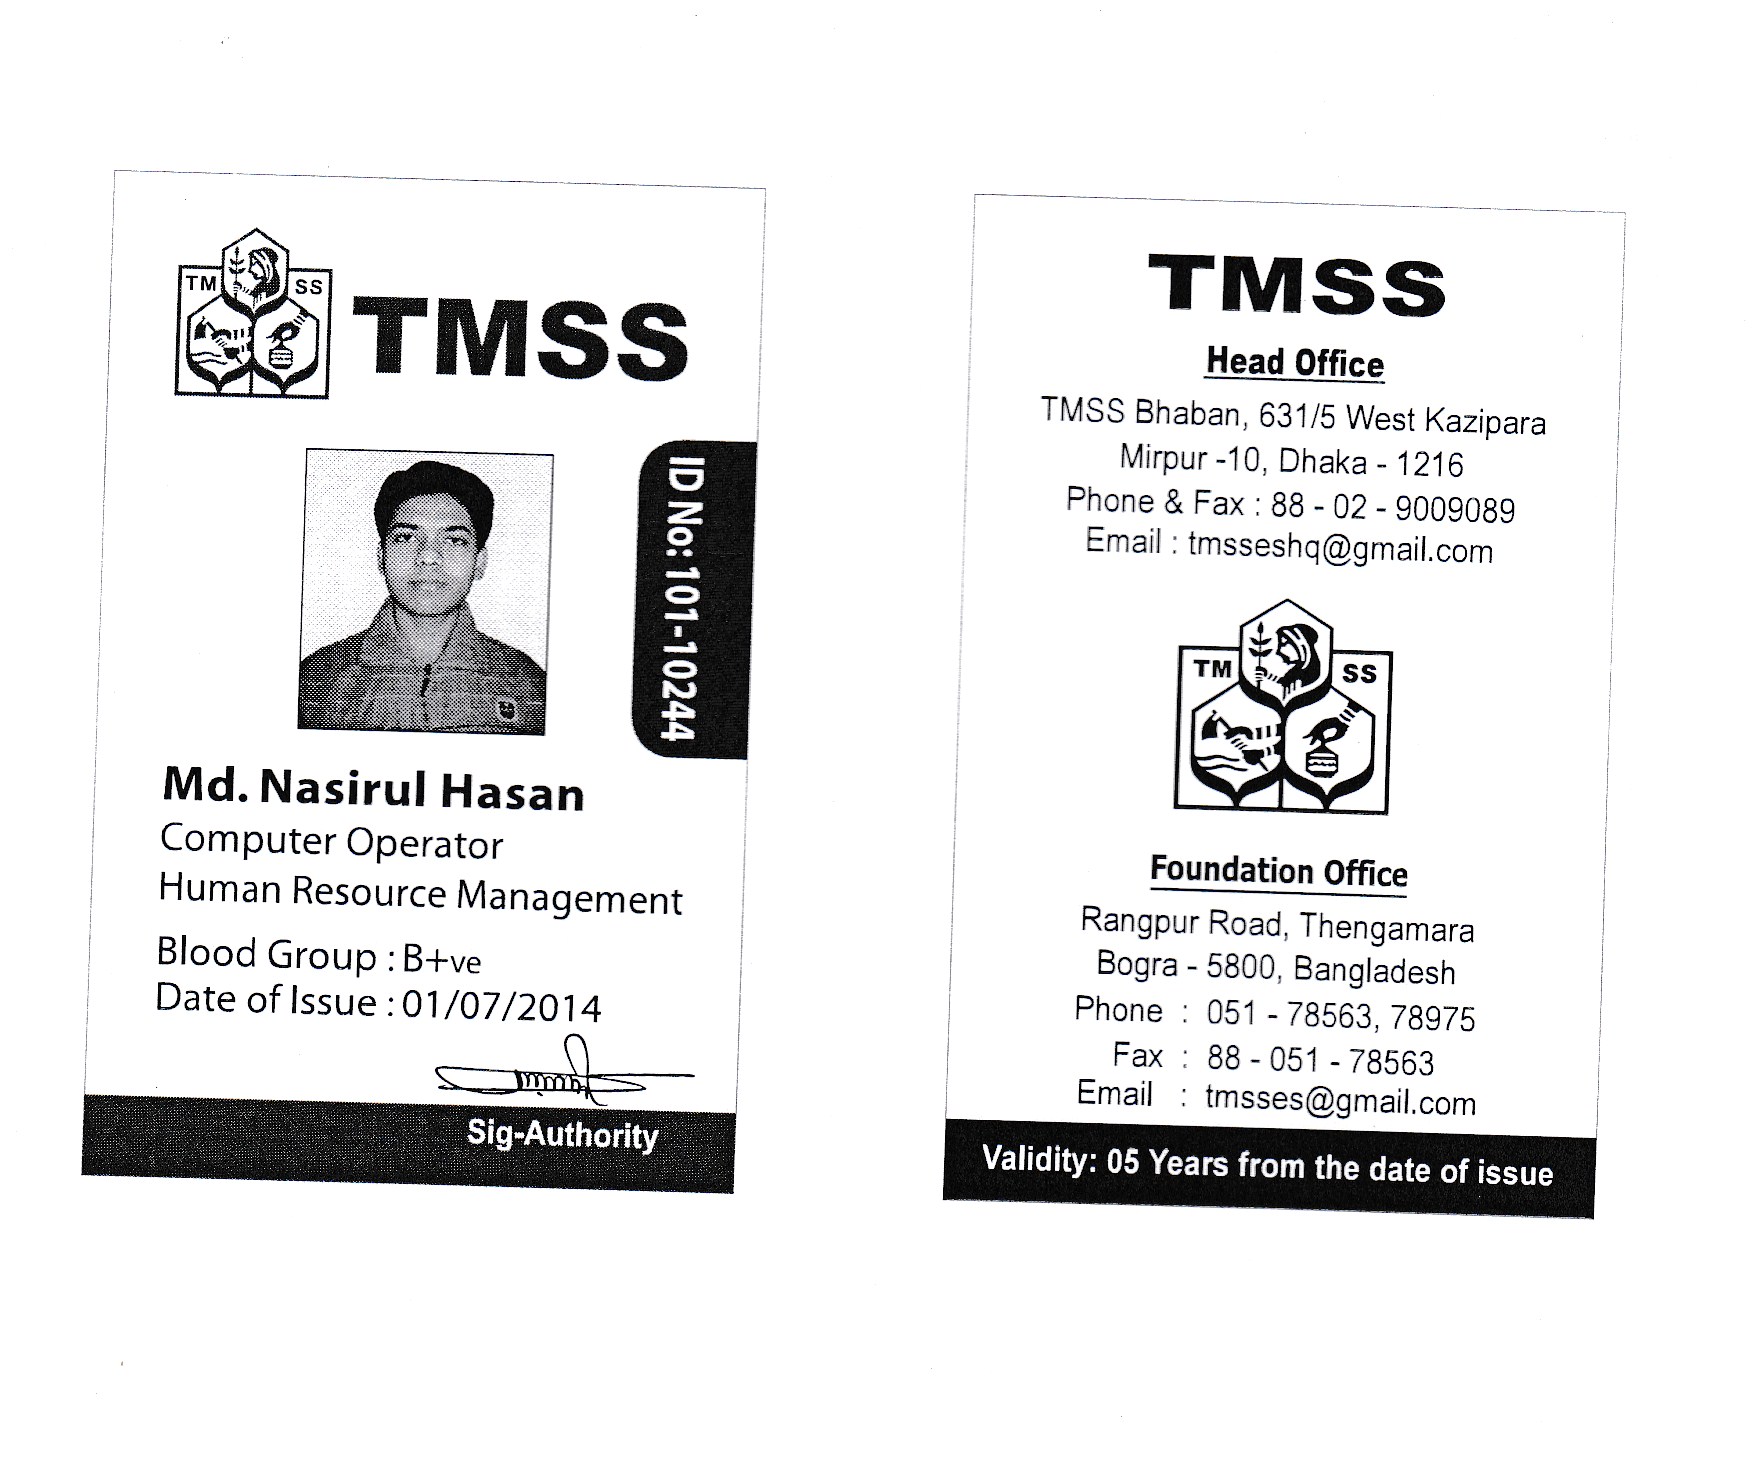 TM SS
TMSS
ID No: 101-10244
Md. Nasirul Hasan
Computer Operator
Human Resource Management
Blood Group : B+ve
Date of Issue : 01/07/2014
Sig-Authority
TMSS
Head Office
TMSS Bhaban, 631/5 West Kazipara
Mirpur -10, Dhaka - 1216
Phone & Fax : 88 - 02 - 9009089
Email : tmsseshq@gmail.com
TM SS
Foundation Office
Rangpur Road, Thengamara
Bogra - 5800, Bangladesh
Phone : 051 - 78563, 78975
Fax : 88 - 051 - 78563
Email : tmsses@gmail.com
Validity: 05 Years from the date of issue